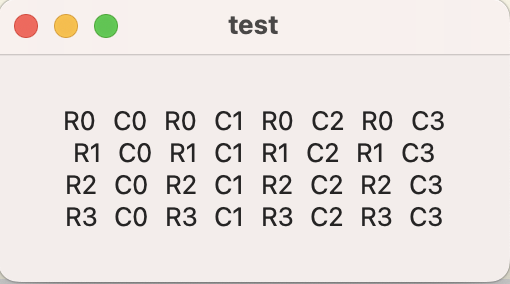 test
R0 C0 R0 C1 R0 C2 R0 C3
R1 C0 R1 C1 R1 C2 R1 C3
R2 C0 R2 C1 R2 C2 R2 C3
R3 C0 R3 C1 R3 C2 R3 C3